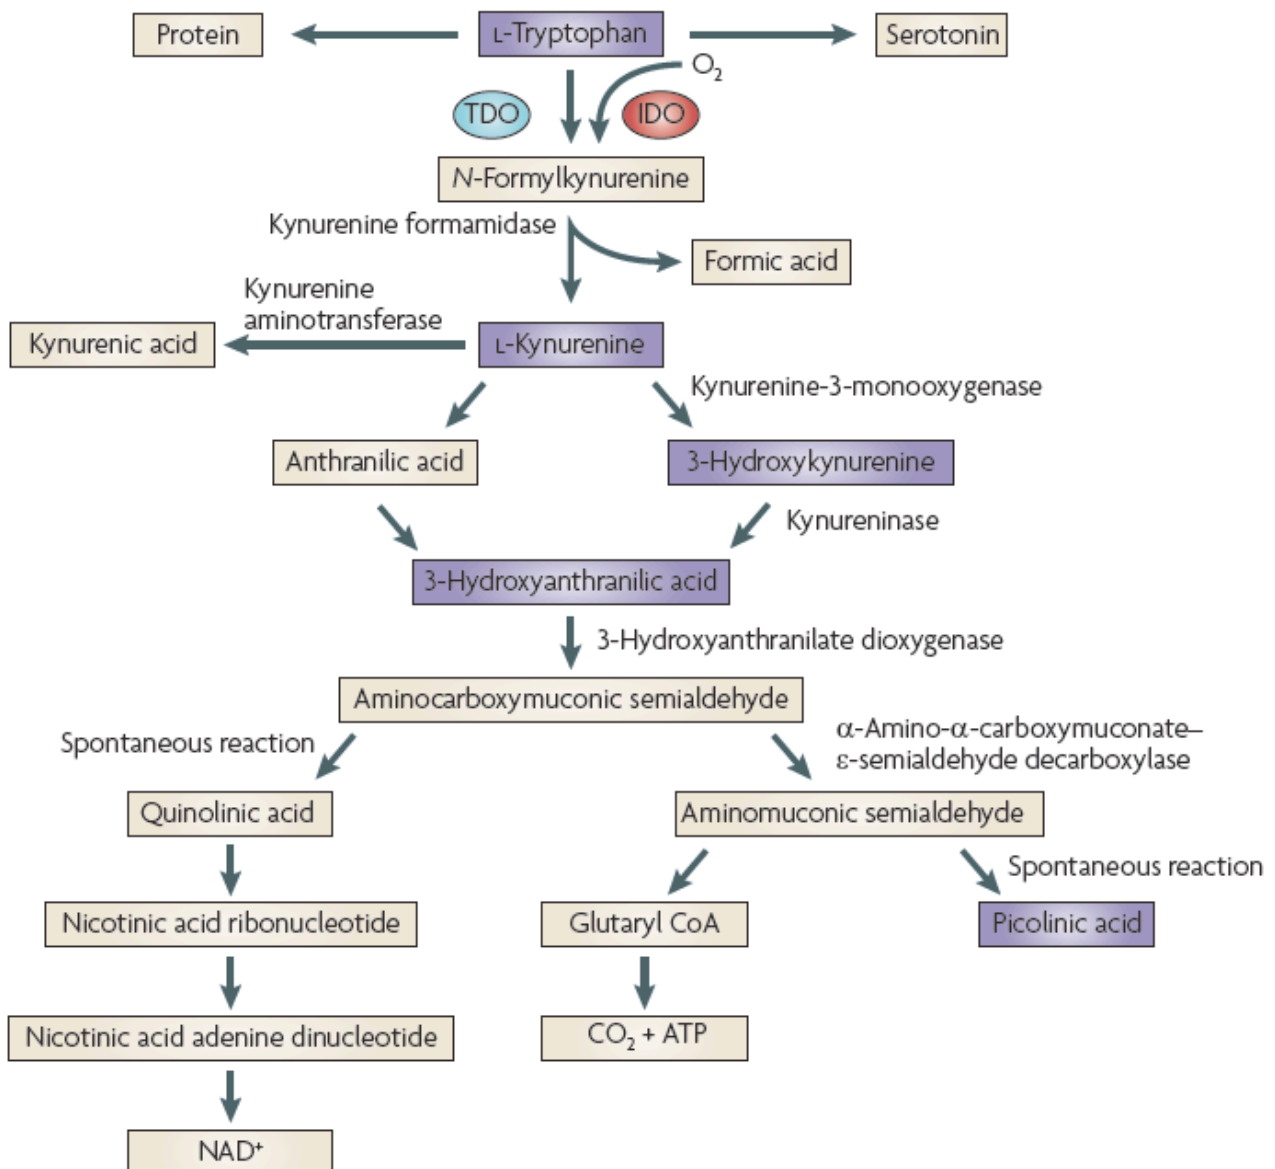 Protein
L-Tryptophan
Serotonin
O2
TDO
IDO
N-Formylkynurenine
Kynurenine formamidase
Formic acid
Kynurenine
aminotransferase
Kynurenic acid
L-Kynurenine
Kynurenine-3-monooxygenase
Anthranilic acid
3-Hydroxykynurenine
Kynureninase
3-Hydroxyanthranilic acid
3-Hydroxyanthranilate dioxygenase
Aminocarboxymuconic semialdehyde
Spontaneous reaction
α-Amino-α-carboxymuconate–
ε-semialdehyde decarboxylase
Quinolinic acid
Aminomuconic semialdehyde
Spontaneous reaction
Nicotinic acid ribonucleotide
Glutaryl CoA
Picolinic acid
Nicotinic acid adenine dinucleotide
CO2 + ATP
NAD+